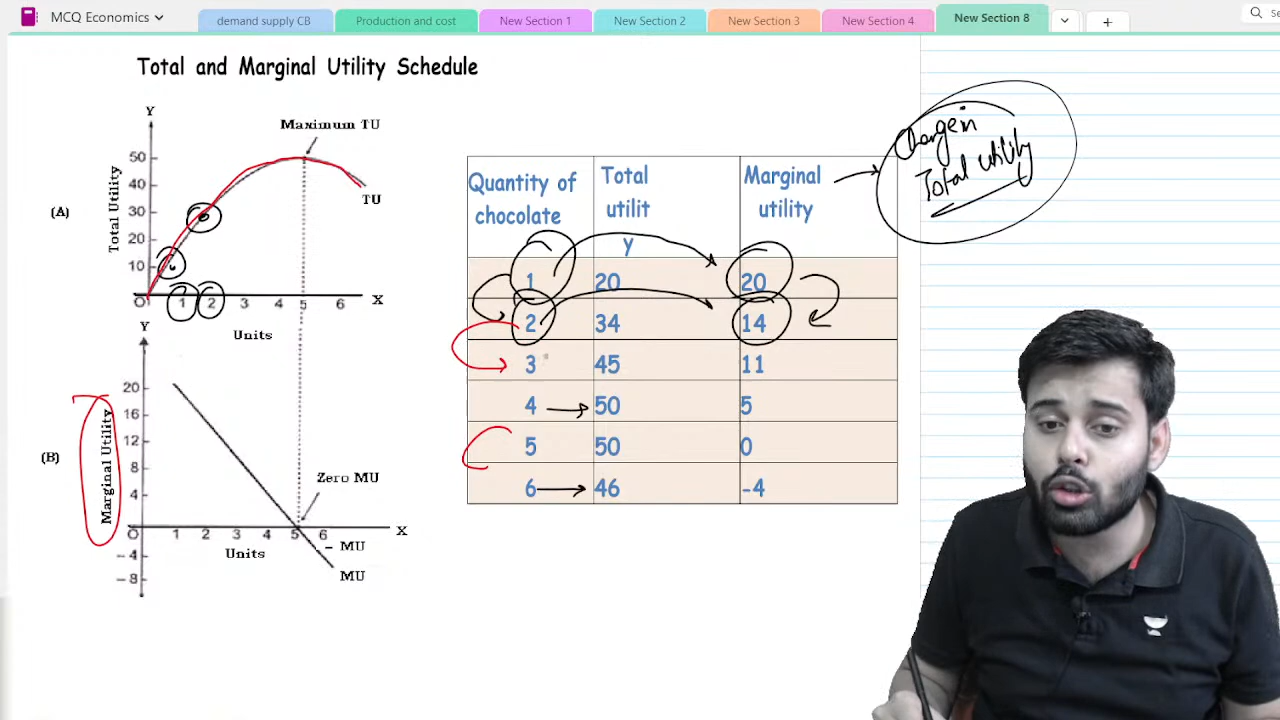 MCQ Economics
demand supply CB
Production and cost
New Section 1
New Section 2
New Section 3
New Section 4
New Section 8
+
Se
Total and Marginal Utility Schedule
Y
Maximum TU
50
40
30
20
10
Total Utility
(A)
TU
O 1 2 3 4 5 6 X
Units
Y
20
16
12
8
4
Marginal Utility
(B)
Zero MU
O 1 2 3 4 5 6 X
Units
– MU
MU
–4
–8
Quantity of chocolate Total utilit y Marginal utility
1 20 20
2 34 14
3 45 11
4 50 5
5 50 0
6 46 -4
Change in
Total utility